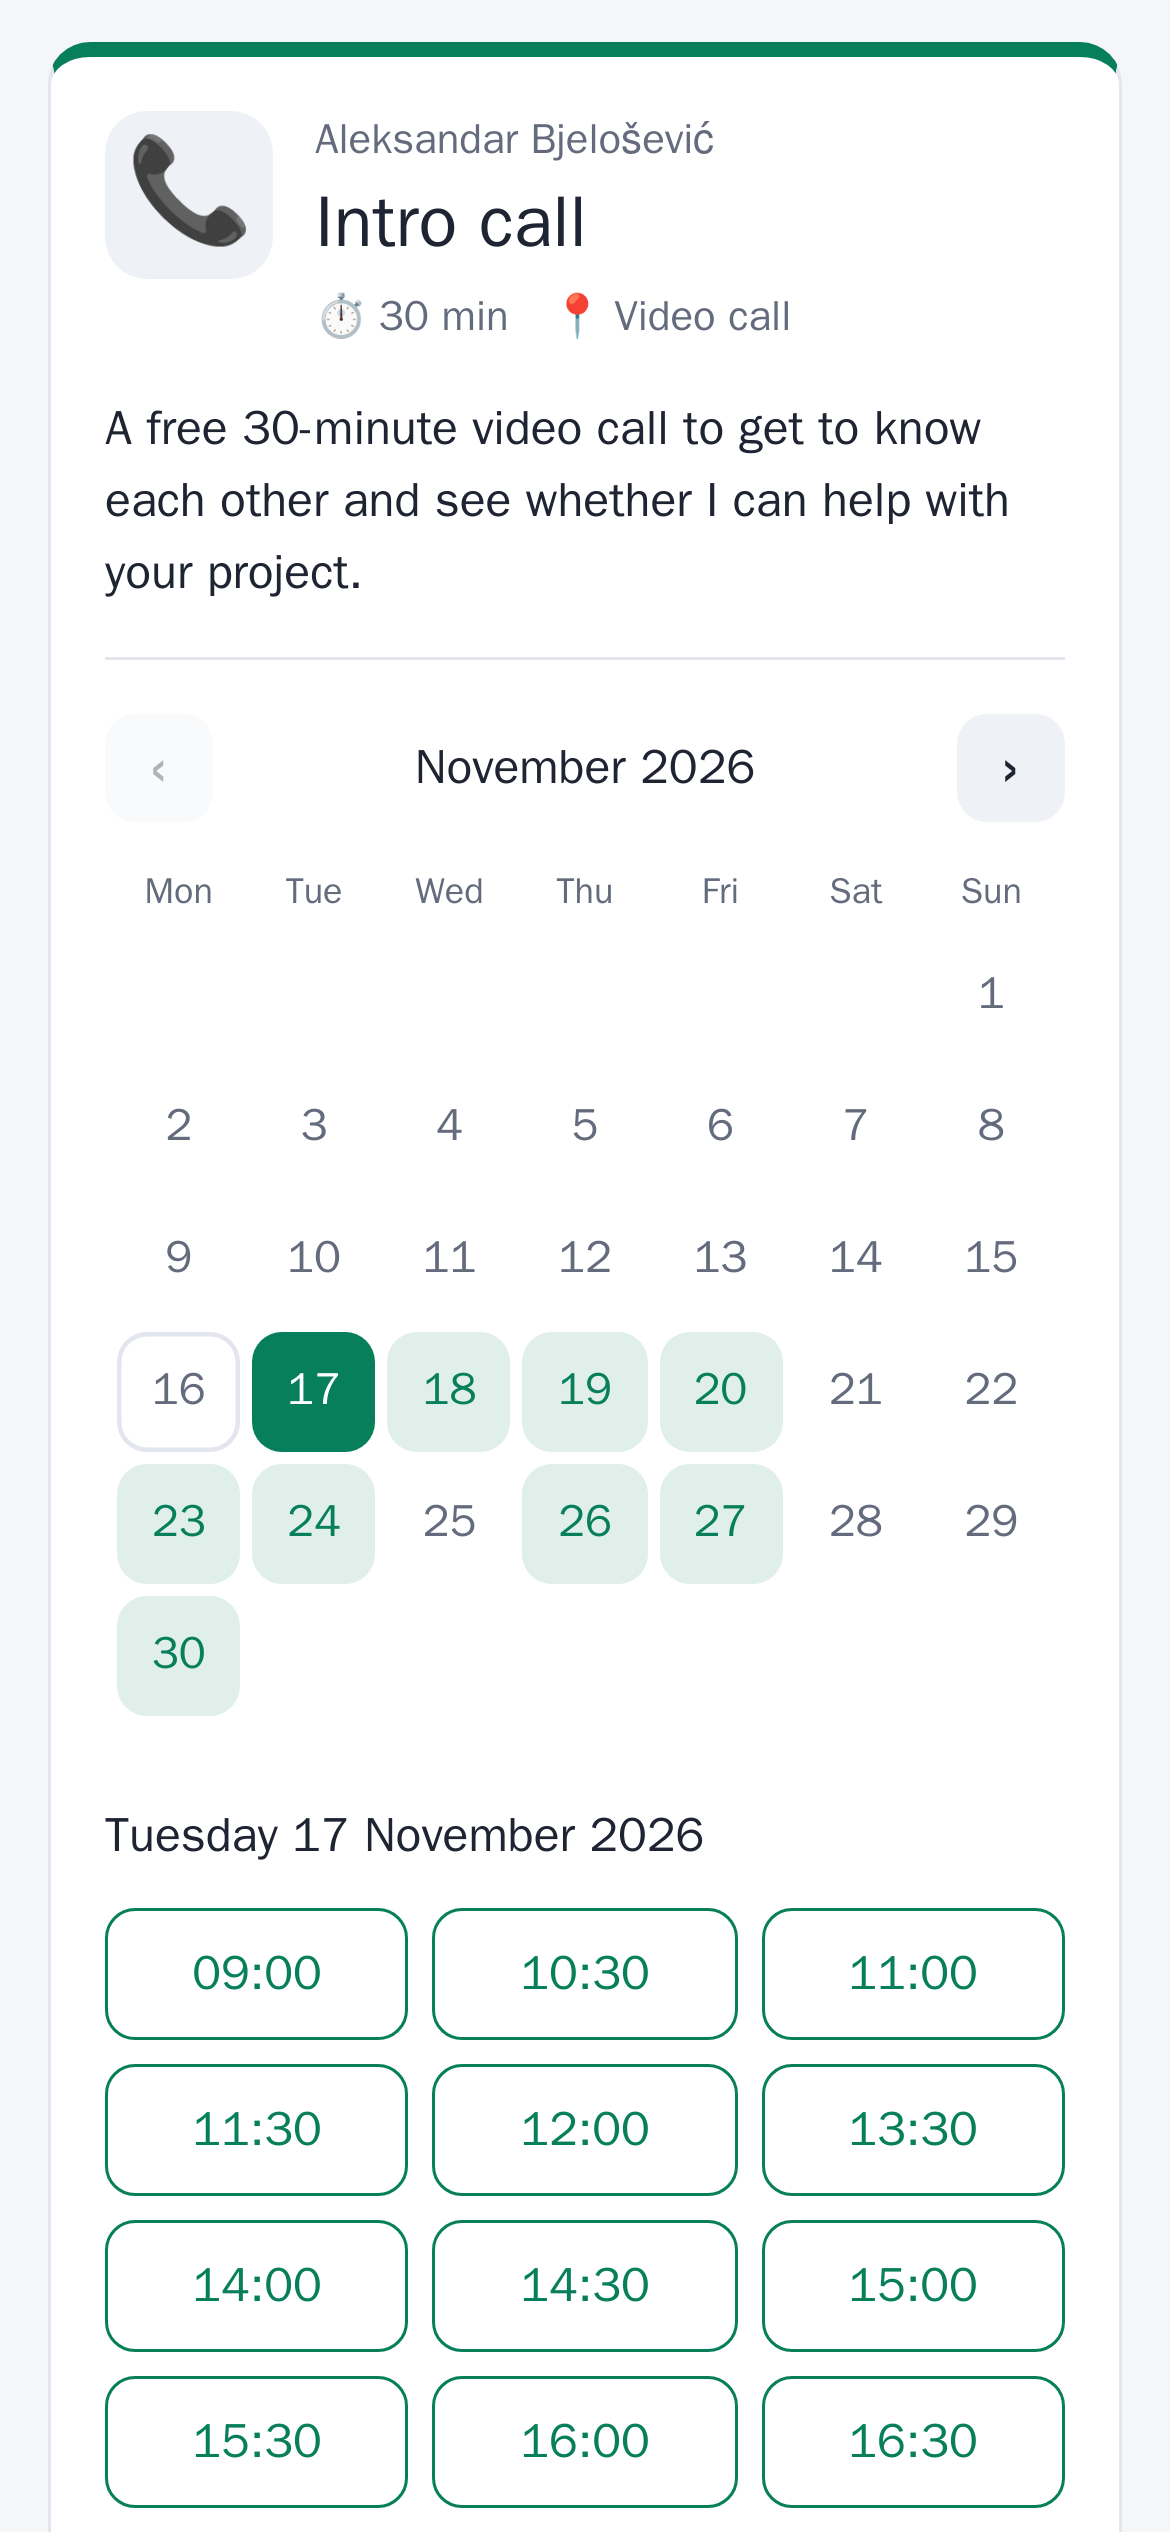 Aleksandar Bjelošević
Intro call
30 min Video call
A free 30-minute video call to get to know
each other and see whether I can help with
your project.
‹ November 2026 ›
Mon Tue Wed Thu Fri Sat Sun
1
2 3 4 5 6 7 8
9 10 11 12 13 14 15
16 17 18 19 20 21 22
23 24 25 26 27 28 29
30
Tuesday 17 November 2026
09:00 10:30 11:00
11:30 12:00 13:30
14:00 14:30 15:00
15:30 16:00 16:30